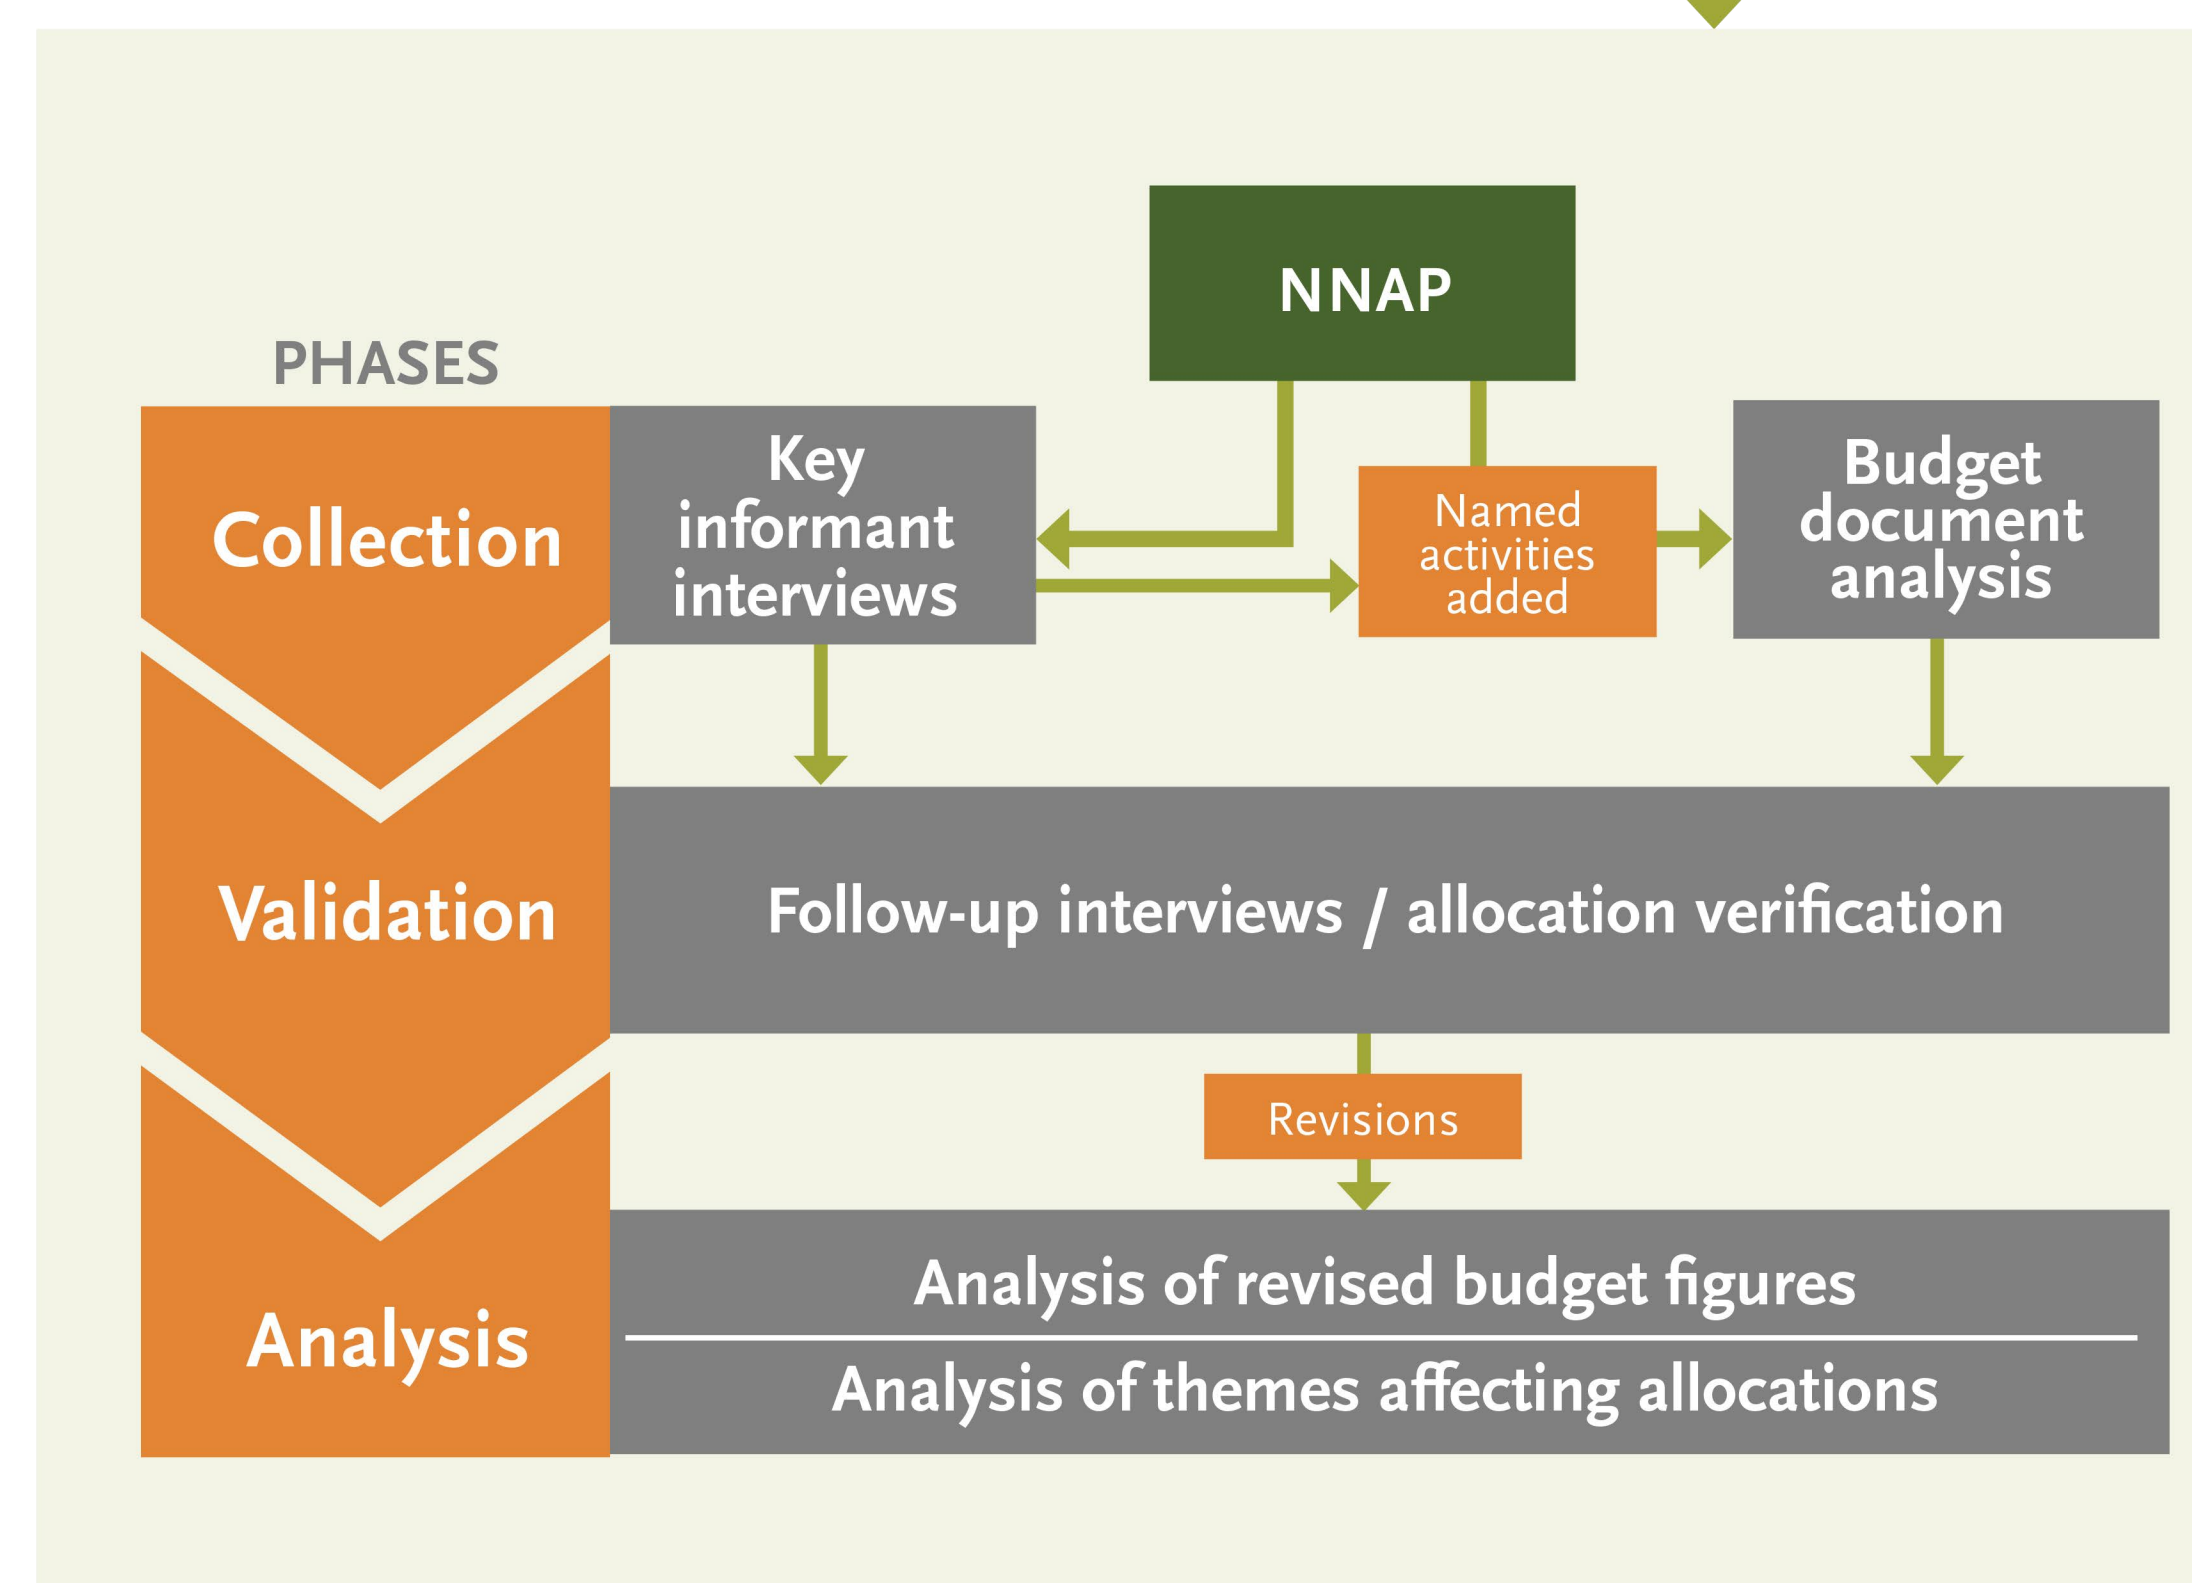 NNAP
PHASES
Collection
Key
informant
interviews
Named
activities
added
Budget
document
analysis
Validation
Follow-up interviews / allocation verification
Revisions
Analysis
Analysis of revised budget figures
Analysis of themes affecting allocations